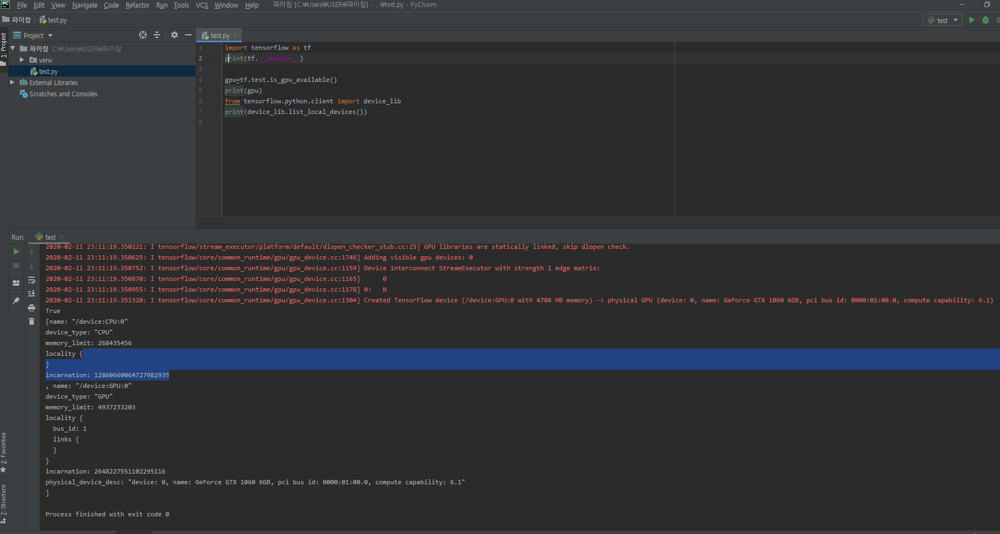 PC File Edit View Navigate Code Refactor Run Tools VCS Window Help 파이참 [C:₩Users₩USER₩파이참] - ...₩test.py - PyCharm
파이참 test.py test
1: Project
Project
test.py
파이참 C:₩Users₩USER₩파이참
venv
test.py
External Libraries
Scratches and Consoles
1 import tensorflow as tf
2 print(tf.__version__)
3
4 gpu=tf.test.is_gpu_available()
5 print(gpu)
6 from tensorflow.python.client import device_lib
7 print(device_lib.list_local_devices())
8
Run: test
2020-02-11 23:11:19.350221: I tensorflow/stream_executor/platform/default/dlopen_checker_stub.cc:25] GPU libraries are statically linked, skip dlopen check.
2020-02-11 23:11:19.350625: I tensorflow/core/common_runtime/gpu/gpu_device.cc:1746] Adding visible gpu devices: 0
2020-02-11 23:11:19.350752: I tensorflow/core/common_runtime/gpu/gpu_device.cc:1159] Device interconnect StreamExecutor with strength 1 edge matrix:
2020-02-11 23:11:19.350870: I tensorflow/core/common_runtime/gpu/gpu_device.cc:1165]      0
2020-02-11 23:11:19.350955: I tensorflow/core/common_runtime/gpu/gpu_device.cc:1178] 0:   N
2020-02-11 23:11:19.351320: I tensorflow/core/common_runtime/gpu/gpu_device.cc:1304] Created TensorFlow device (/device:GPU:0 with 4708 MB memory) -> physical GPU (device: 0, name: GeForce GTX 1060 6GB, pci bus id: 0000:01:00.0, compute capability: 6.1)
True
[name: "/device:CPU:0"
device_type: "CPU"
memory_limit: 268435456
locality {
}
incarnation: 12860660064727982935
, name: "/device:GPU:0"
device_type: "GPU"
memory_limit: 4937233203
locality {
  bus_id: 1
  links {
  }
}
incarnation: 2648227551102295116
physical_device_desc: "device: 0, name: GeForce GTX 1060 6GB, pci bus id: 0000:01:00.0, compute capability: 6.1"
]
Process finished with exit code 0
2: Favorites
7: Structure